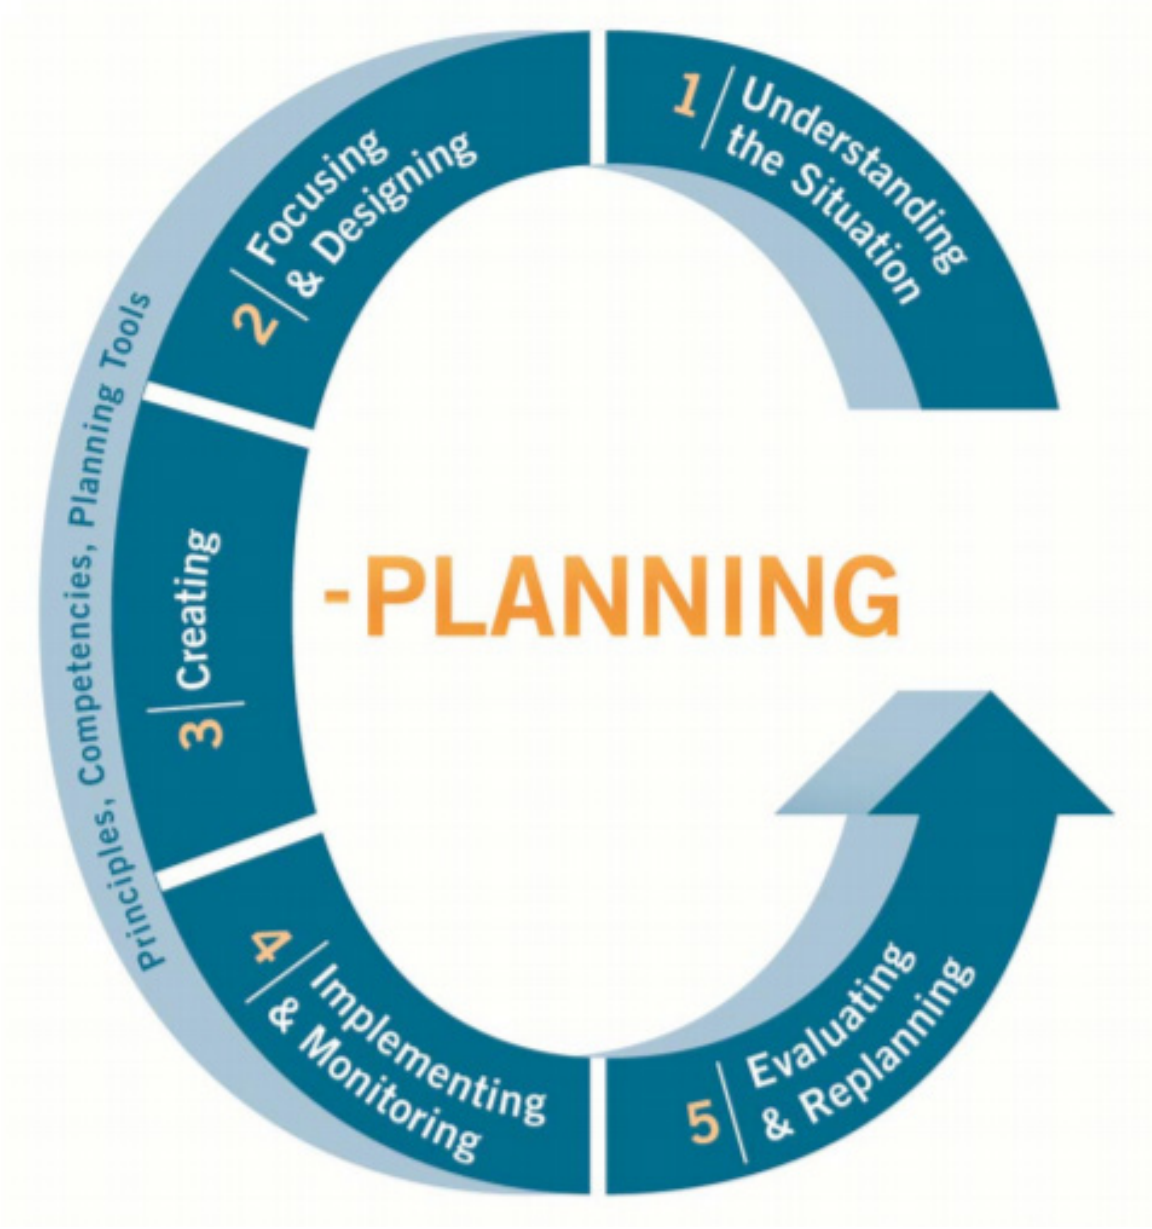 1 Understanding
the Situation
2 Focusing
& Designing
3 Creating
4 Implementing
& Monitoring
5 Evaluating
& Replanning
Principles, Competencies, Planning Tools
-PLANNING